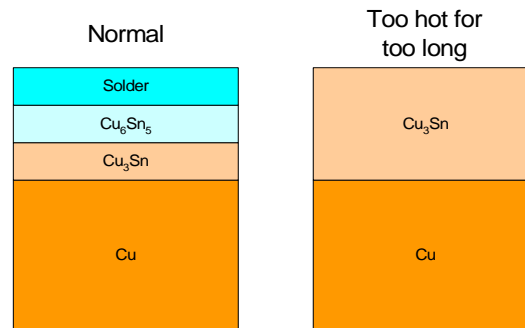 Normal
Too hot for
too long
Solder
Cu₆Sn₅
Cu₃Sn
Cu
Cu₃Sn
Cu